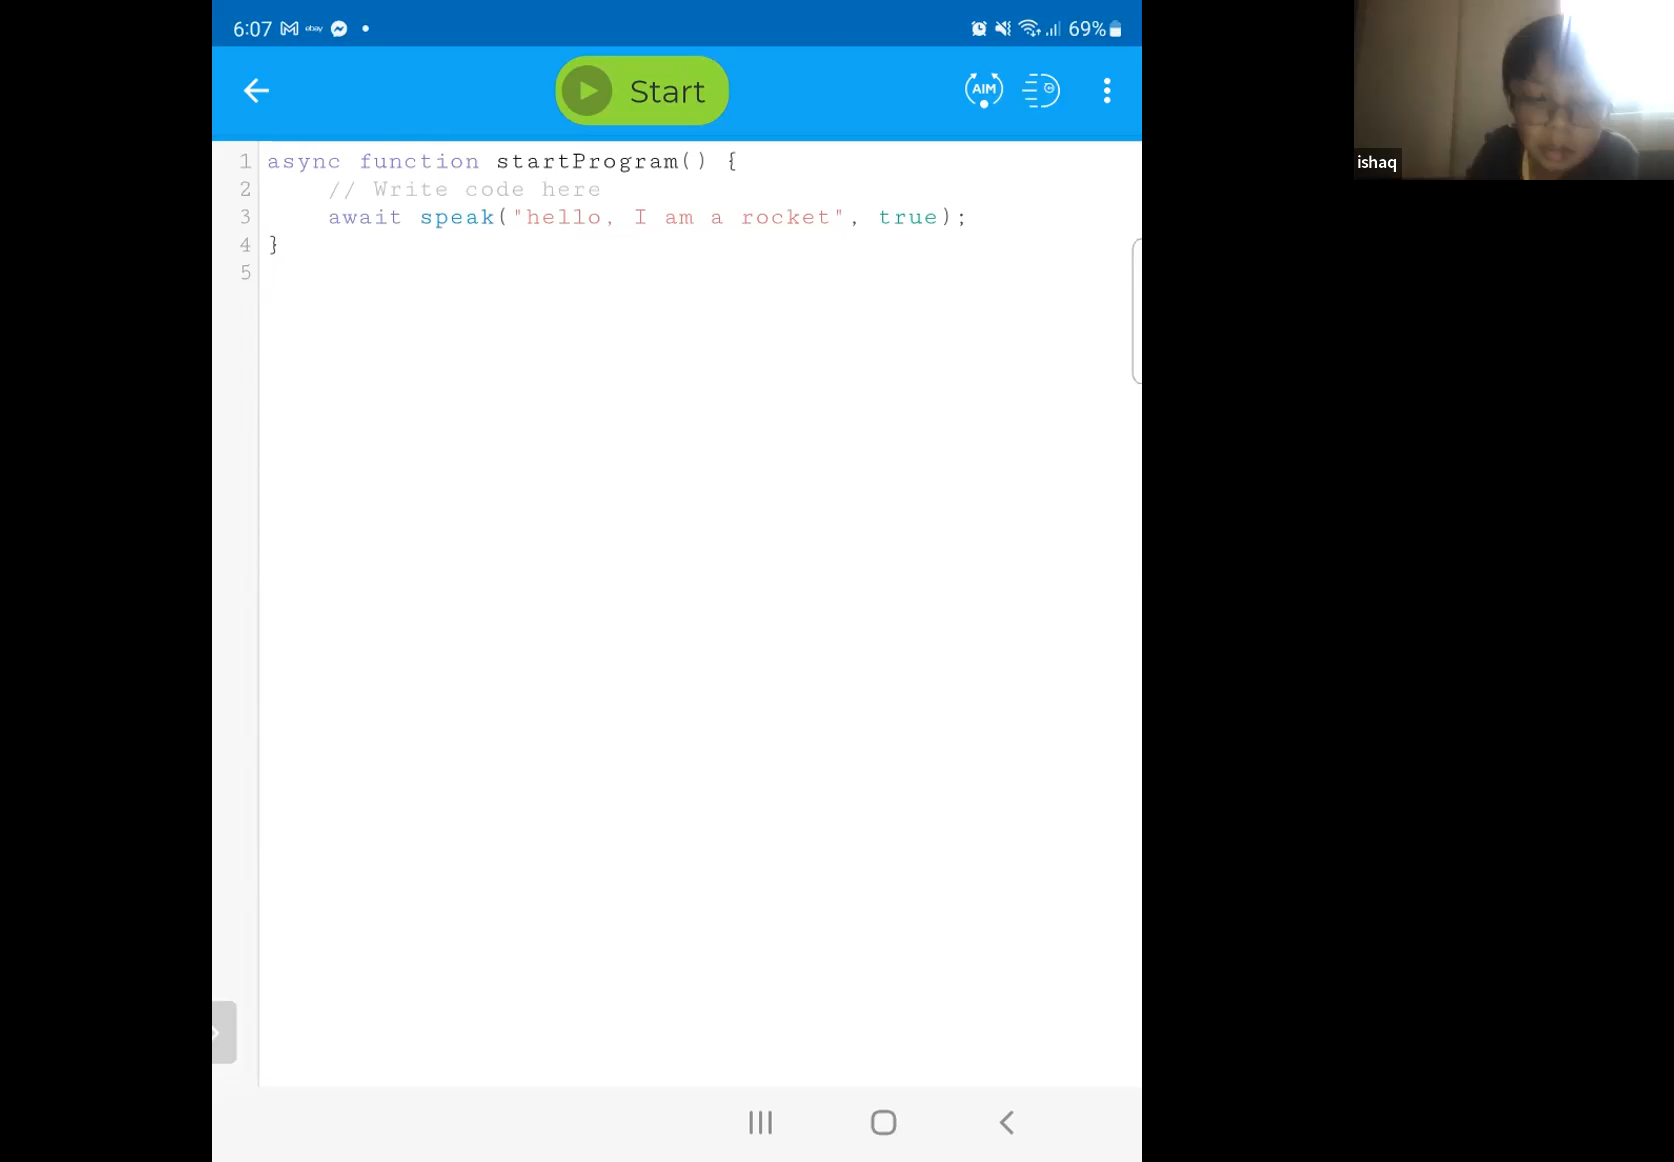 6:07 ebay 69%
Start
AIM
1 async function startProgram() {
2 // Write code here
3 await speak("hello, I am a rocket", true);
4 }
5
ishaq